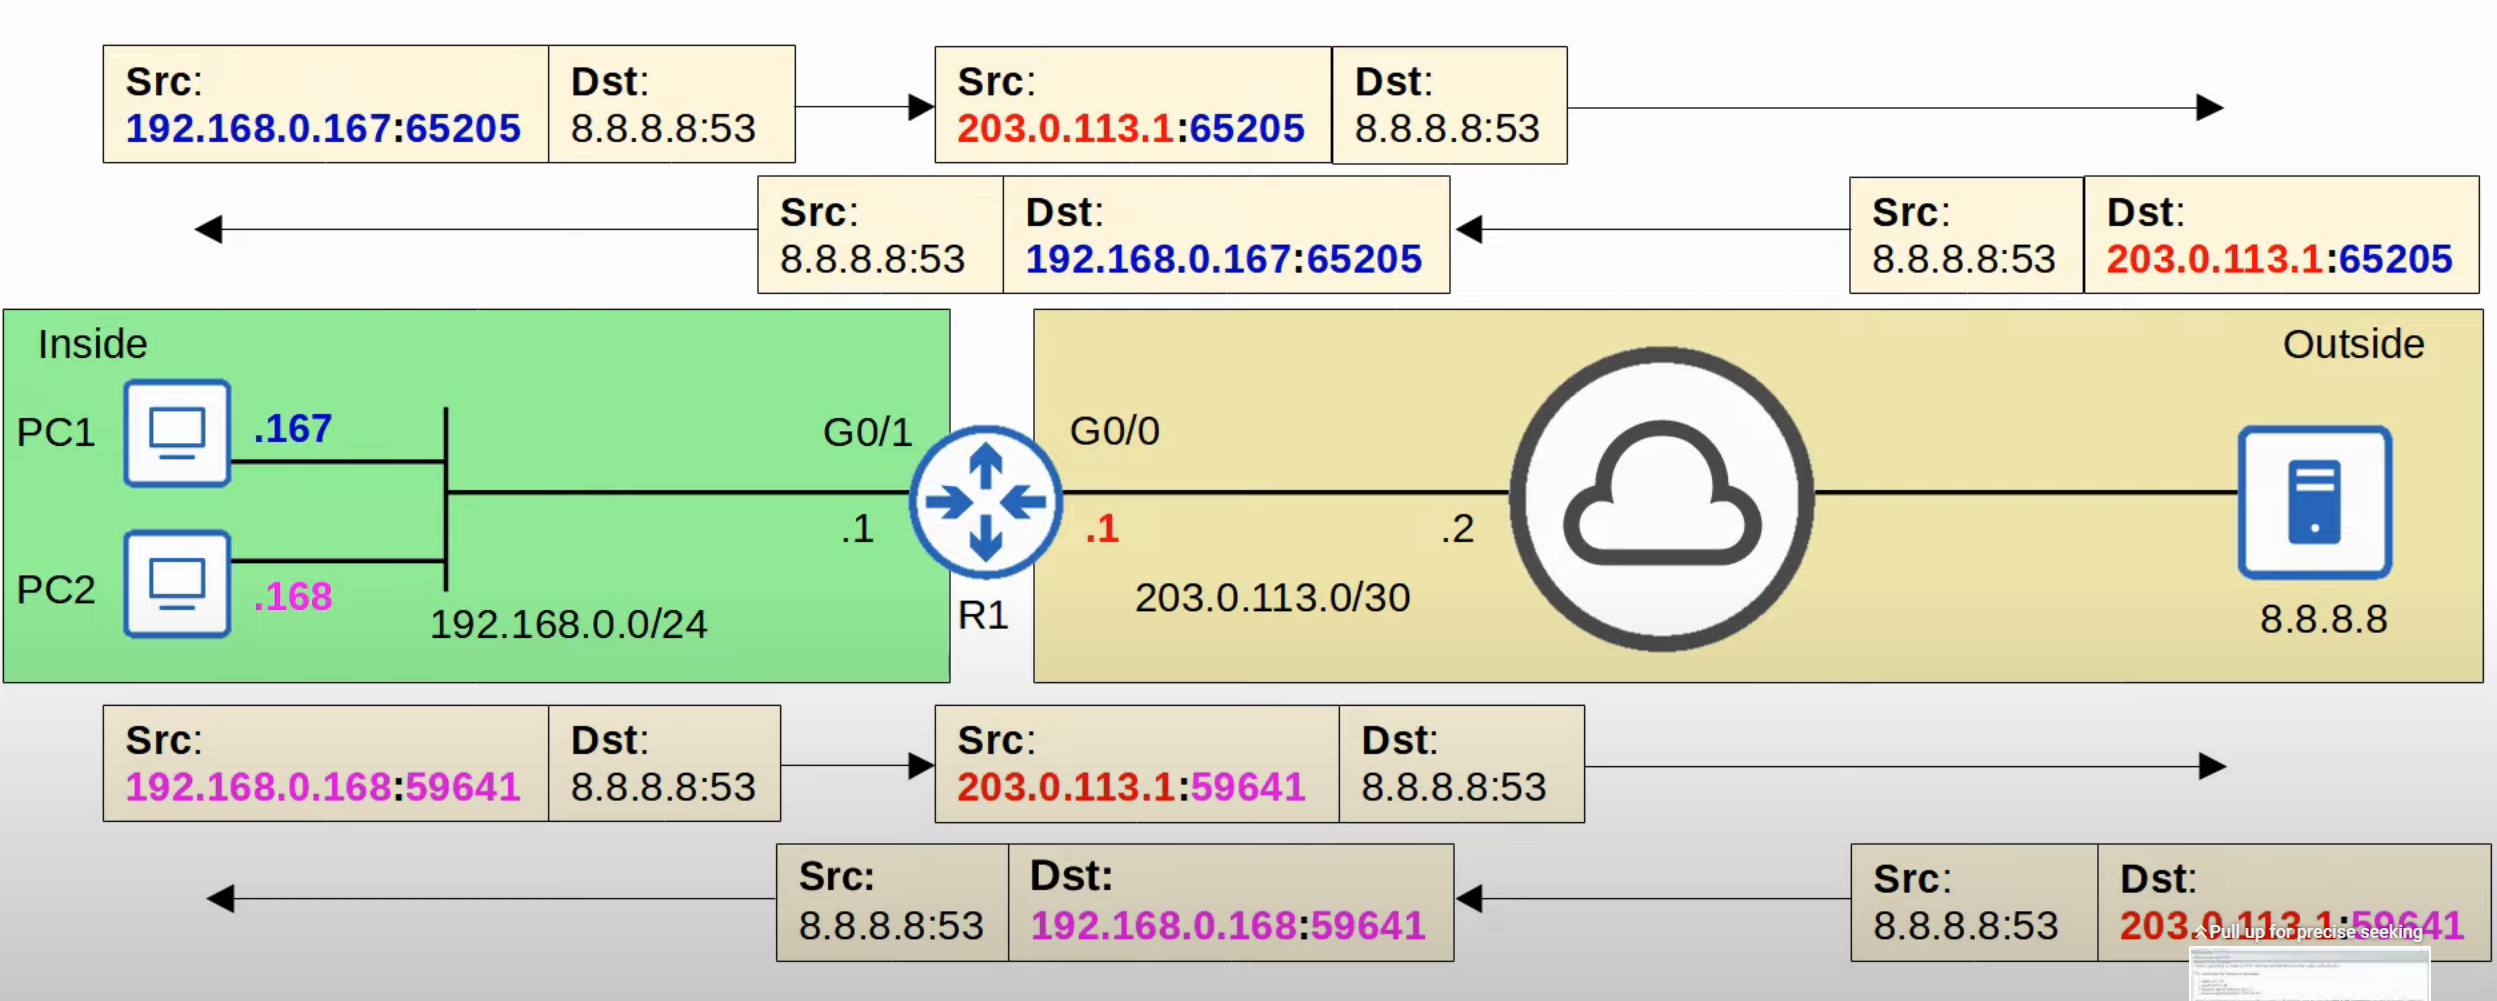 Src:
192.168.0.167:65205
Dst:
8.8.8.8:53
Src:
203.0.113.1:65205
Dst:
8.8.8.8:53
Src:
8.8.8.8:53
Dst:
192.168.0.167:65205
Src:
8.8.8.8:53
Dst:
203.0.113.1:65205
Inside
Outside
PC1
.167
G0/1
G0/0
.1
.1
.2
PC2
.168
192.168.0.0/24
R1
203.0.113.0/30
8.8.8.8
Src:
192.168.0.168:59641
Dst:
8.8.8.8:53
Src:
203.0.113.1:59641
Dst:
8.8.8.8:53
Src:
8.8.8.8:53
Dst:
192.168.0.168:59641
Src:
8.8.8.8:53
Dst:
203.0.113.1:59641
Pull up for precise seeking